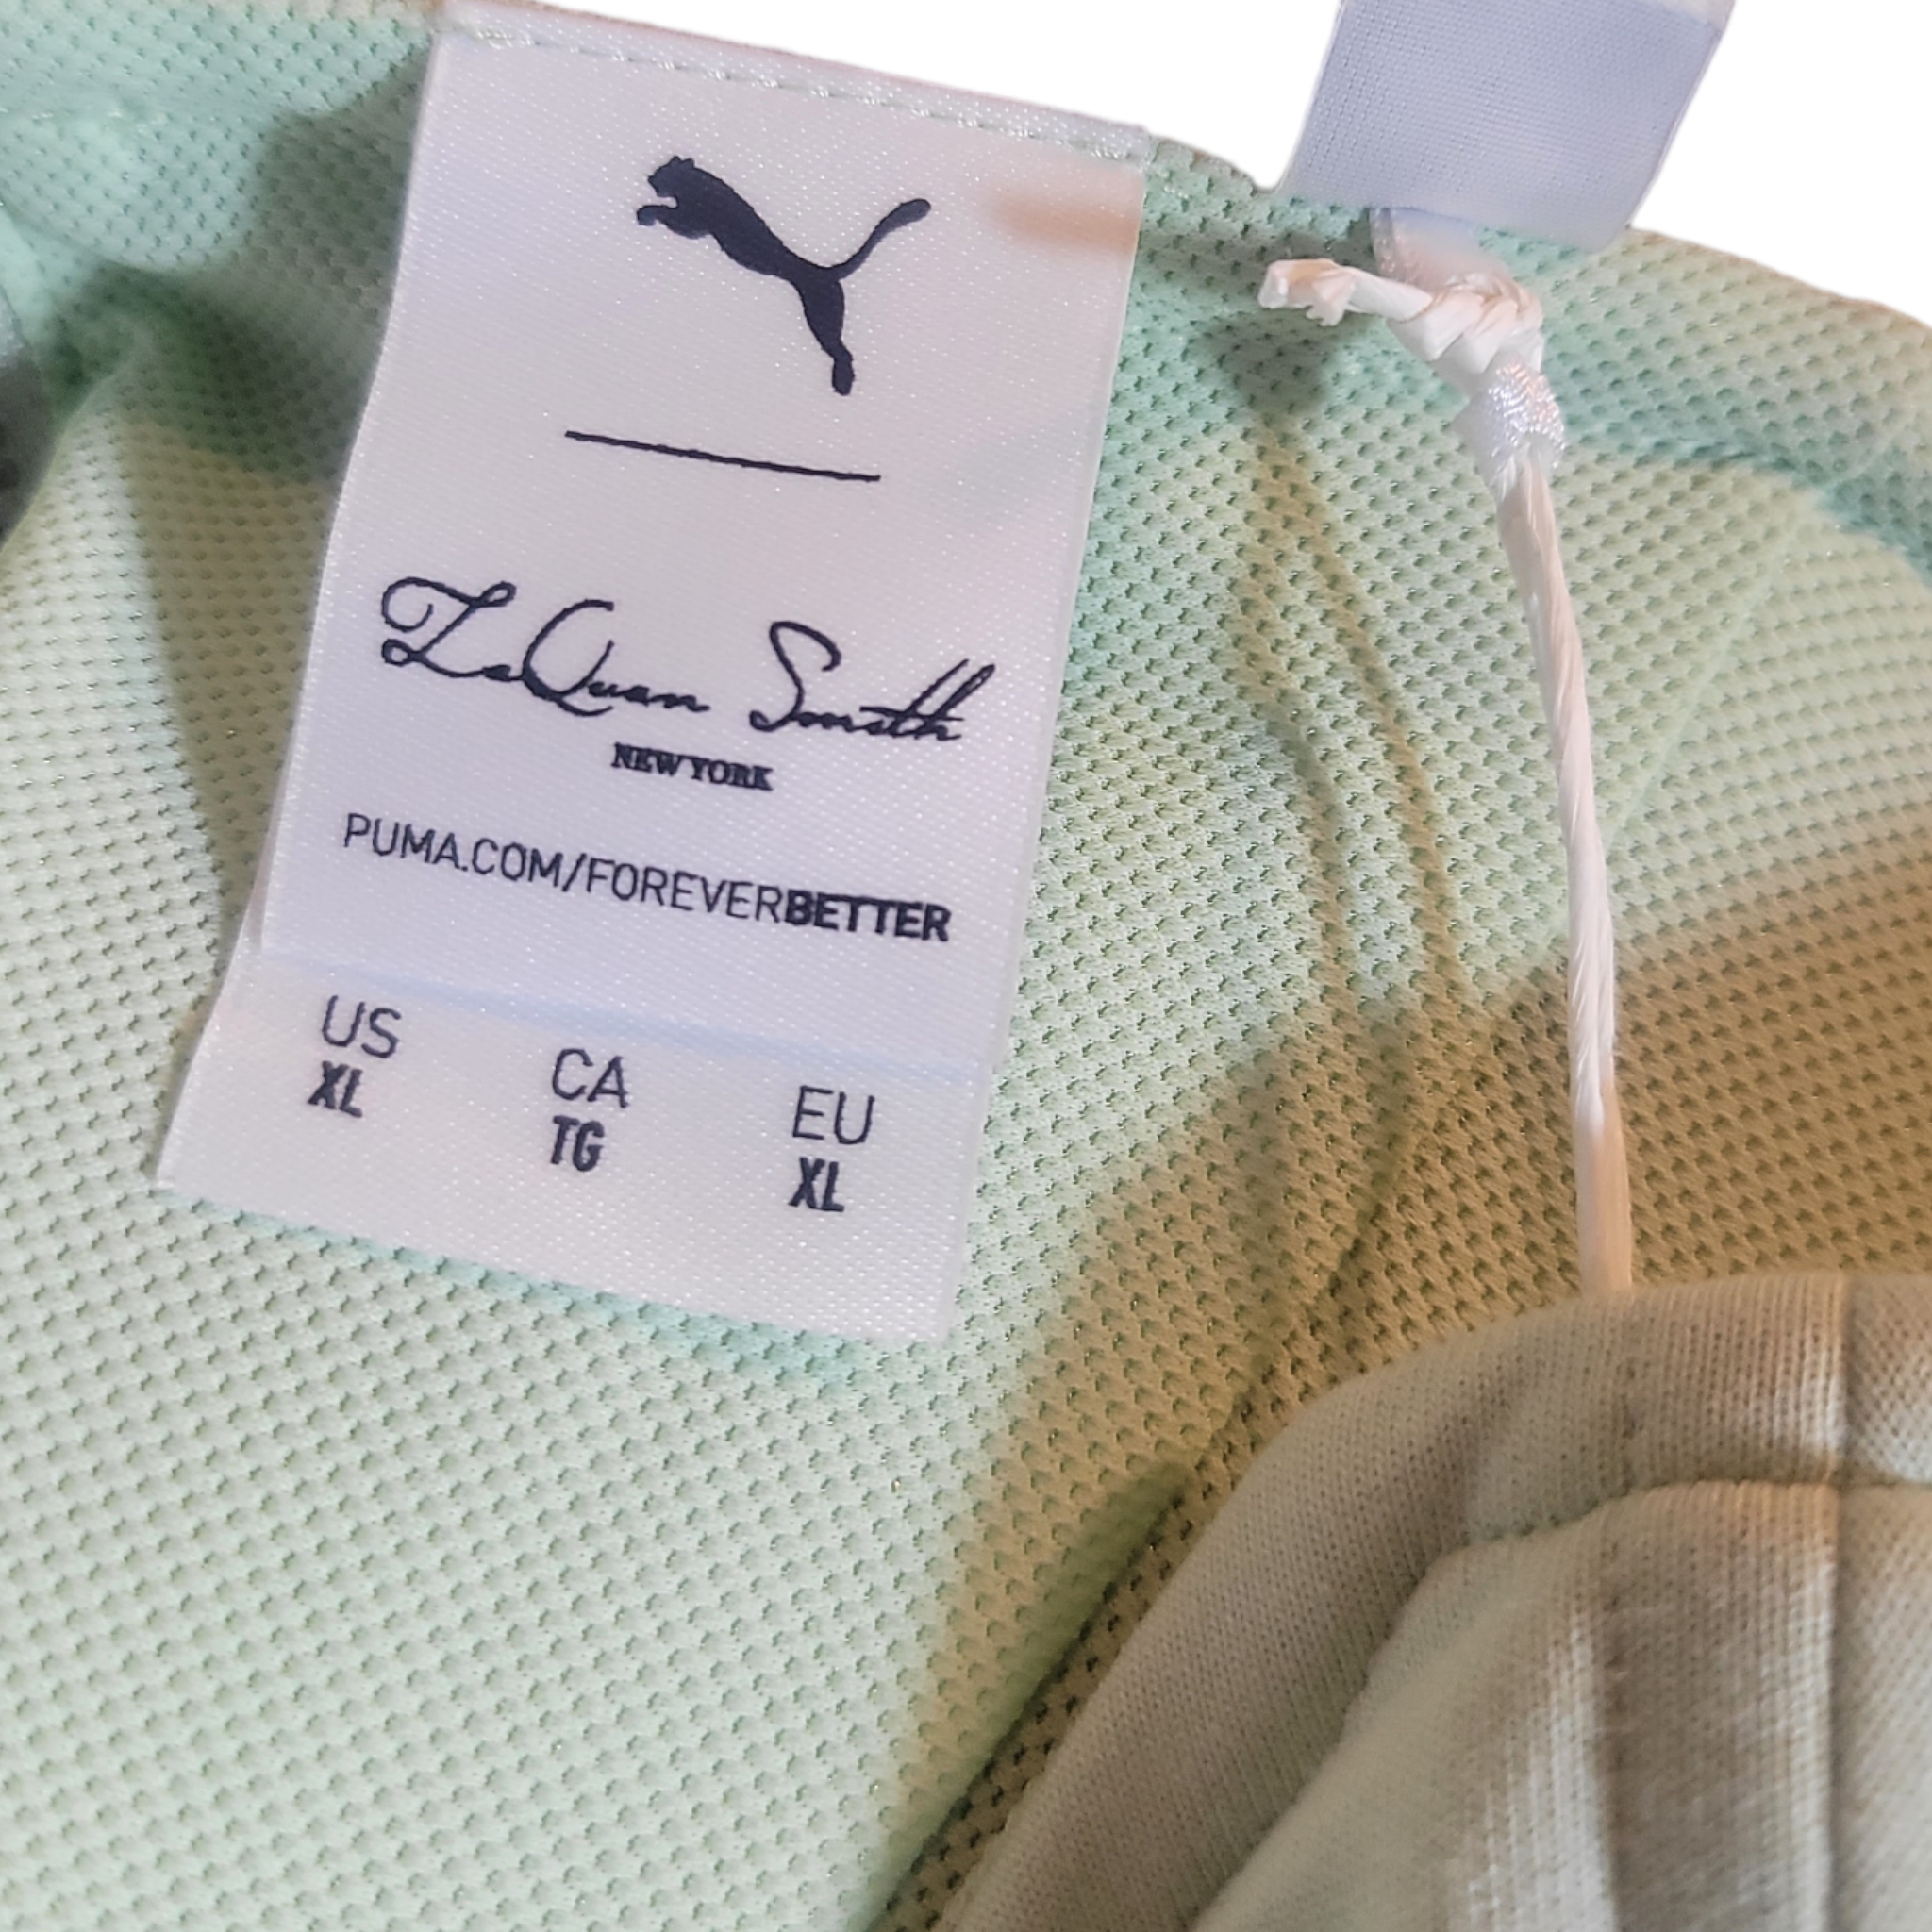 LaQuan Smith
NEW YORK
PUMA.COM/FOREVERBETTER
US CA EU
XL TG XL